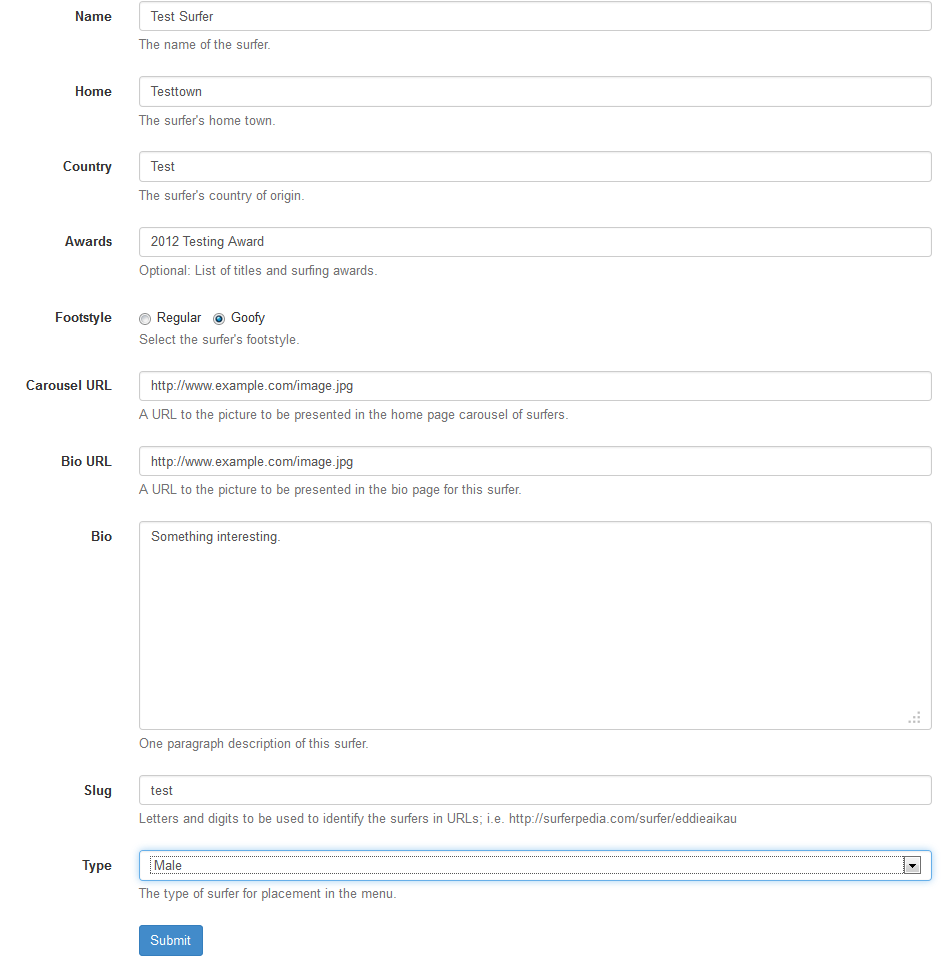 Name Test Surfer
The name of the surfer.
Home Testtown
The surfer's home town.
Country Test
The surfer's country of origin.
Awards 2012 Testing Award
Optional: List of titles and surfing awards.
Footstyle Regular Goofy
Select the surfer's footstyle.
Carousel URL http://www.example.com/image.jpg
A URL to the picture to be presented in the home page carousel of surfers.
Bio URL http://www.example.com/image.jpg
A URL to the picture to be presented in the bio page for this surfer.
Bio Something interesting.
One paragraph description of this surfer.
Slug test
Letters and digits to be used to identify the surfers in URLs; i.e. http://surferpedia.com/surfer/eddieaikau
Type Male
The type of surfer for placement in the menu.
Submit